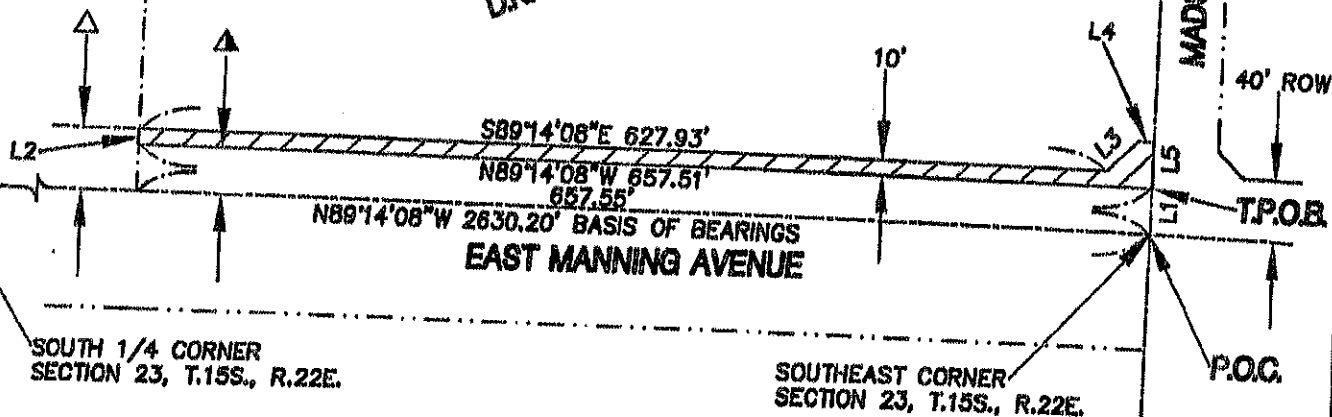 L4
MAD
10'
40' ROW
L2
S89°14'08"E 627.93'
L3
L5
N89°14'08"W 657.51'
657.55'
L1
T.P.O.B.
N89°14'08"W 2630.20' BASIS OF BEARINGS
EAST MANNING AVENUE
SOUTH 1/4 CORNER
SECTION 23, T.15S., R.22E.
SOUTHEAST CORNER
SECTION 23, T.15S., R.22E.
P.O.C.